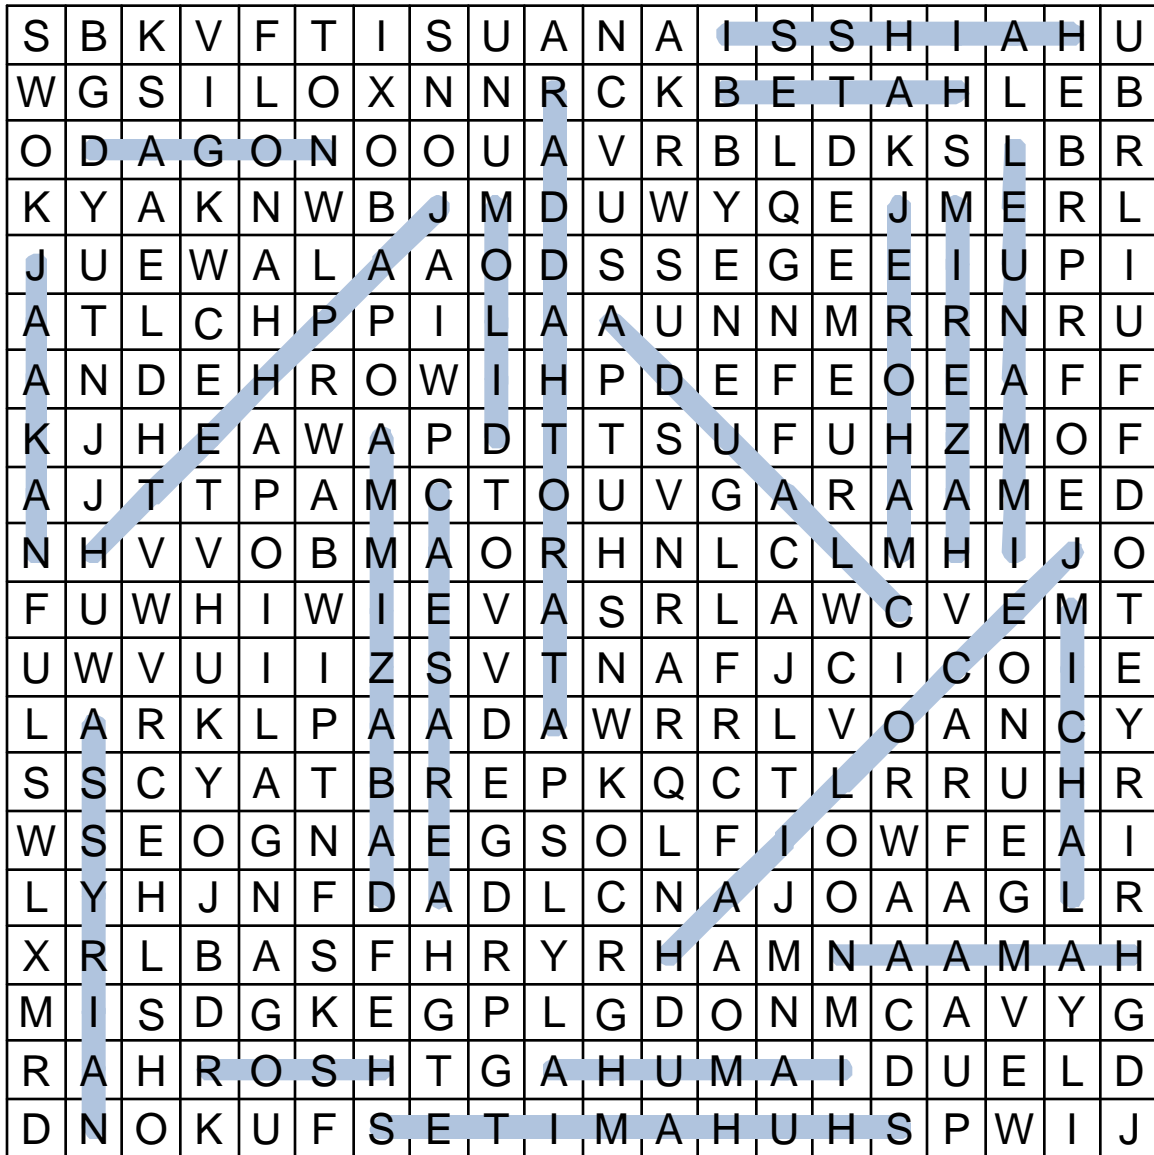 S B K V F T I S U A N A I S S H I A H U
W G S I L O X N N R C K B E T A H L E B
O D A G O N O O U A V R B L D K S L B R
K Y A K N W B J M D U W Y Q E J M E R L
J U E W A L A A O D S S E G E E I U P I
A T L C H P P I L A A U N N M R R N R U
A N D E H R O W I H P D E F E O E A F F
K J H E A W A P D T T S U F U H Z M O F
A J T T P A M C T O U V G A R A A M E D
N H V V O B M A O R H N L C L M H I J O
F U W H I W I E V A S R L A W C V E M T
U W V U I I Z S V T N A F J C I C O I E
L A R K L P A A D A W R R L V O A N C Y
S S C Y A T B R E P K Q C T L R R U H R
W S E O G N A E G S O L F I O W F E A I
L Y H J N F D A D L C N A J O A A G L R
X R L B A S F H R Y R H A M N A A M A H
M I S D G K E G P L G D O N M C A V Y G
R A H R O S H T G A H U M A I D U E L D
D N O K U F S E T I M A H U H S P W I J